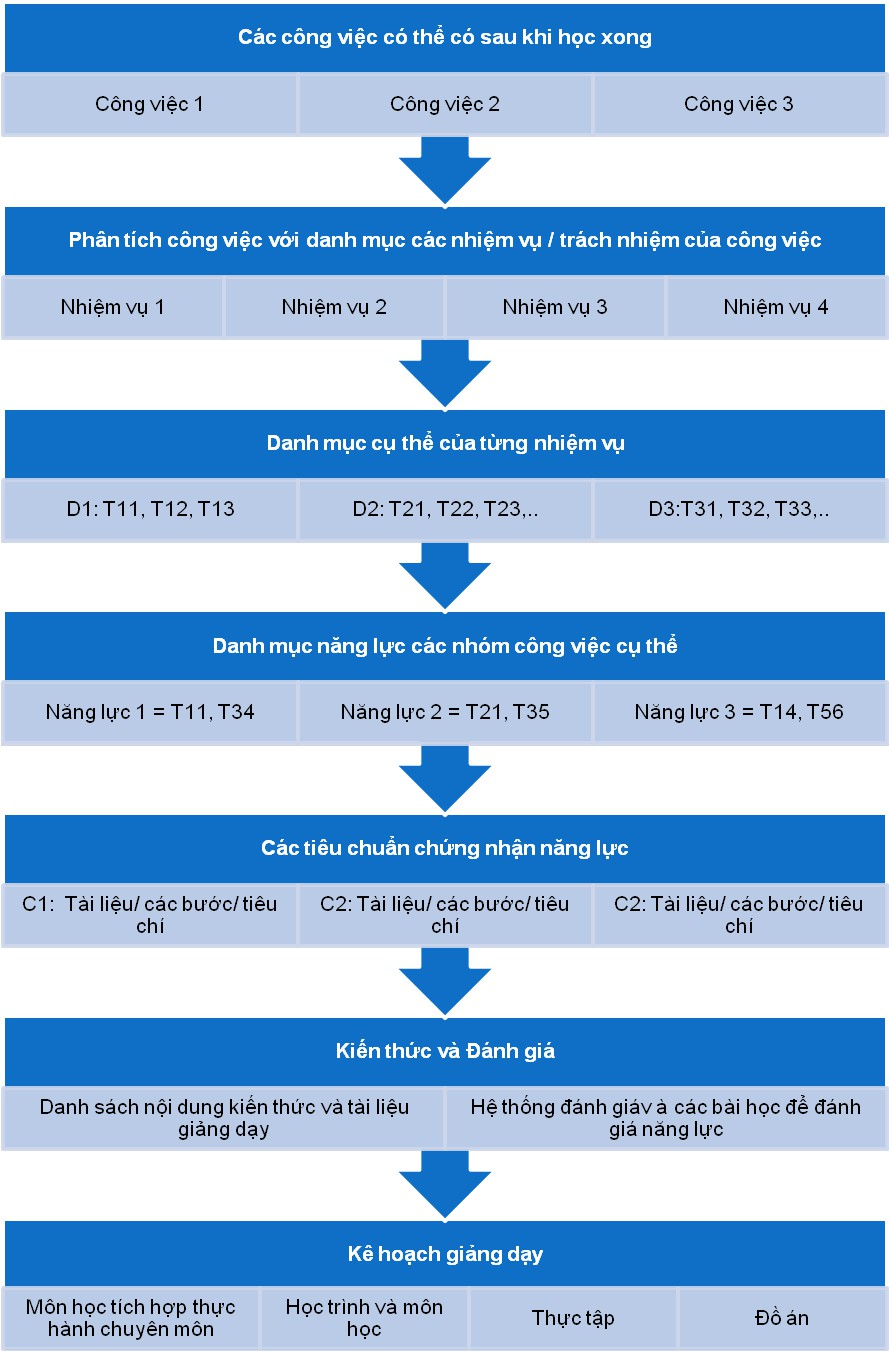 Các công việc có thể có sau khi học xong
Công việc 1
Công việc 2
Công việc 3
Phân tích công việc với danh mục các nhiệm vụ / trách nhiệm của công việc
Nhiệm vụ 1
Nhiệm vụ 2
Nhiệm vụ 3
Nhiệm vụ 4
Danh mục cụ thể của từng nhiệm vụ
D1: T11, T12, T13
D2: T21, T22, T23,..
D3:T31, T32, T33,..
Danh mục năng lực các nhóm công việc cụ thể
Năng lực 1 = T11, T34
Năng lực 2 = T21, T35
Năng lực 3 = T14, T56
Các tiêu chuẩn chứng nhận năng lực
C1:  Tài liệu/ các bước/ tiêu
chí
C2: Tài liệu/ các bước/ tiêu
chí
C2: Tài liệu/ các bước/ tiêu
chí
Kiến thức và Đánh giá
Danh sách nội dung kiến thức và tài liệu
giảng dạy
Hệ thống đánh giáv à các bài học để đánh
giá năng lực
Kê hoạch giảng dạy
Môn học tích hợp thực
hành chuyên môn
Học trình và môn
học
Thực tập
Đồ án